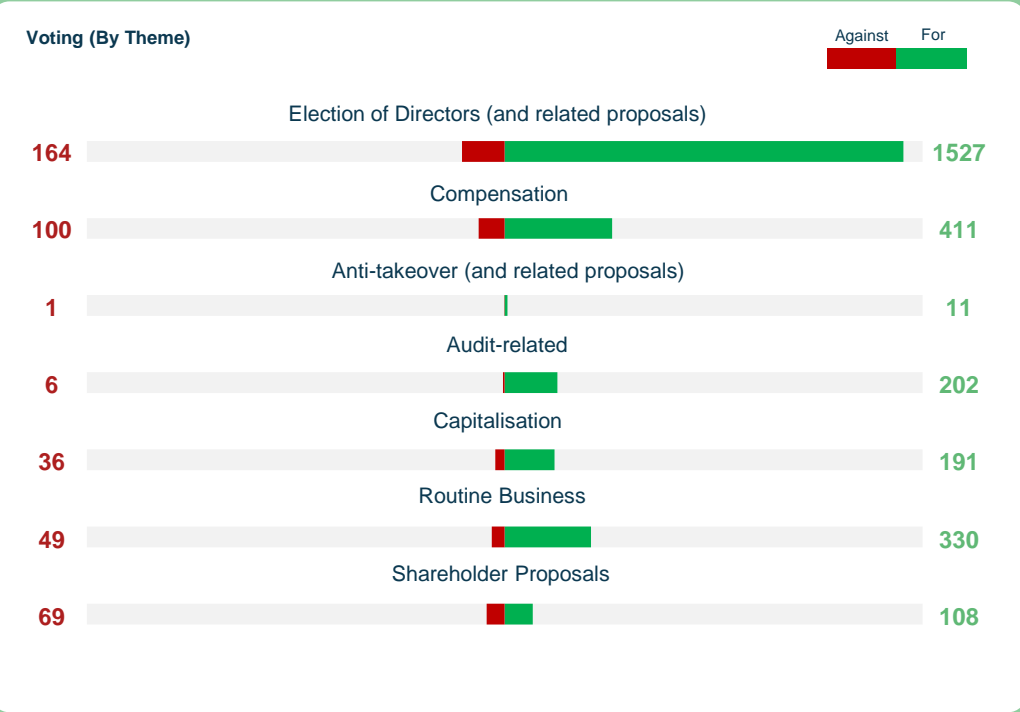 Voting (By Theme)
Against For
Election of Directors (and related proposals)
164 1527
Compensation
100 411
Anti-takeover (and related proposals)
1 11
Audit-related
6 202
Capitalisation
36 191
Routine Business
49 330
Shareholder Proposals
69 108